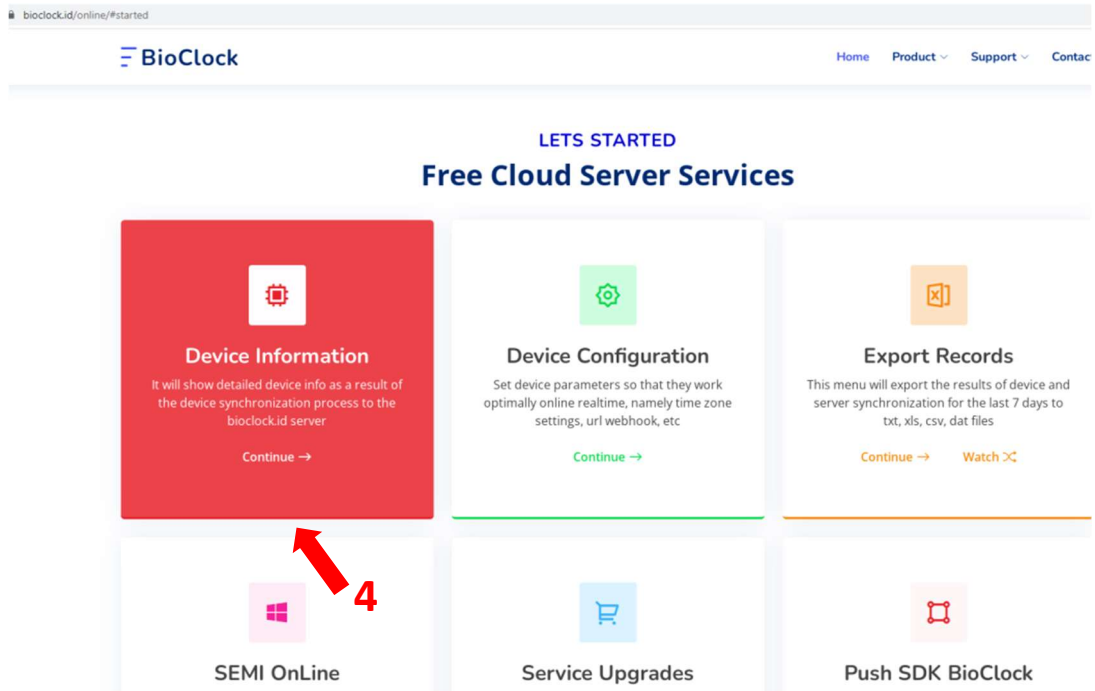 bioclock.id/online/#started
BioClock
Home Product Support Contac
LETS STARTED
Free Cloud Server Services
Device Information
It will show detailed device info as a result of
the device synchronization process to the
bioclock.id server
Continue →
Device Configuration
Set device parameters so that they work
optimally online realtime, namely time zone
settings, url webhook, etc
Continue →
Export Records
This menu will export the results of device and
server synchronization for the last 7 days to
txt, xls, csv, dat files
Continue → Watch
4
SEMI OnLine
Service Upgrades
Push SDK BioClock